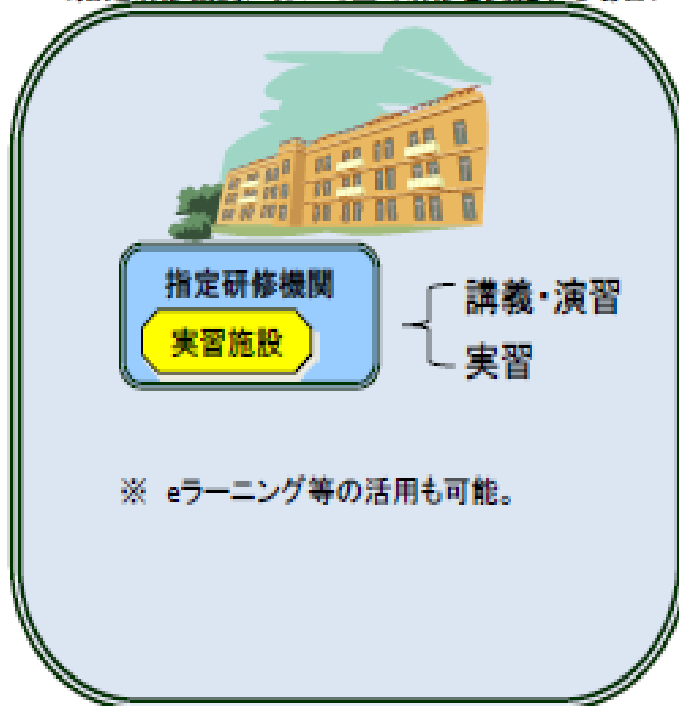 指定研修機関
実習施設
講義・演習
実習
※ eラーニング等の活用も可能。